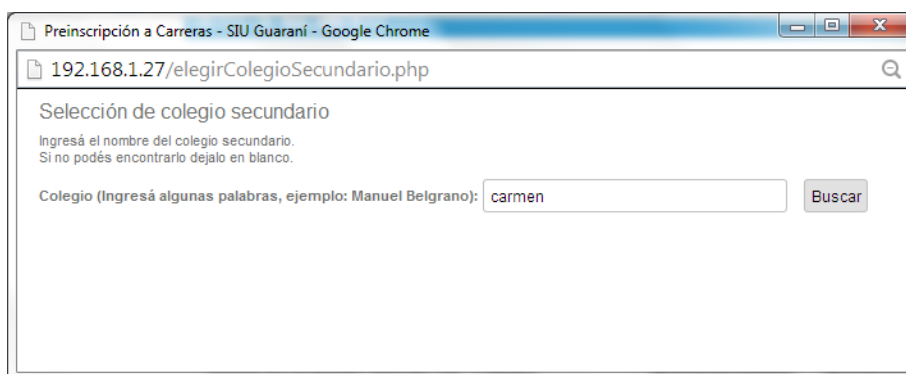 Preinscripción a Carreras - SIU Guaraní - Google Chrome
192.168.1.27/elegirColegioSecundario.php
Selección de colegio secundario
Ingresá el nombre del colegio secundario.
Si no podés encontrarlo dejalo en blanco.
Colegio (Ingresá algunas palabras, ejemplo: Manuel Belgrano): carmen Buscar